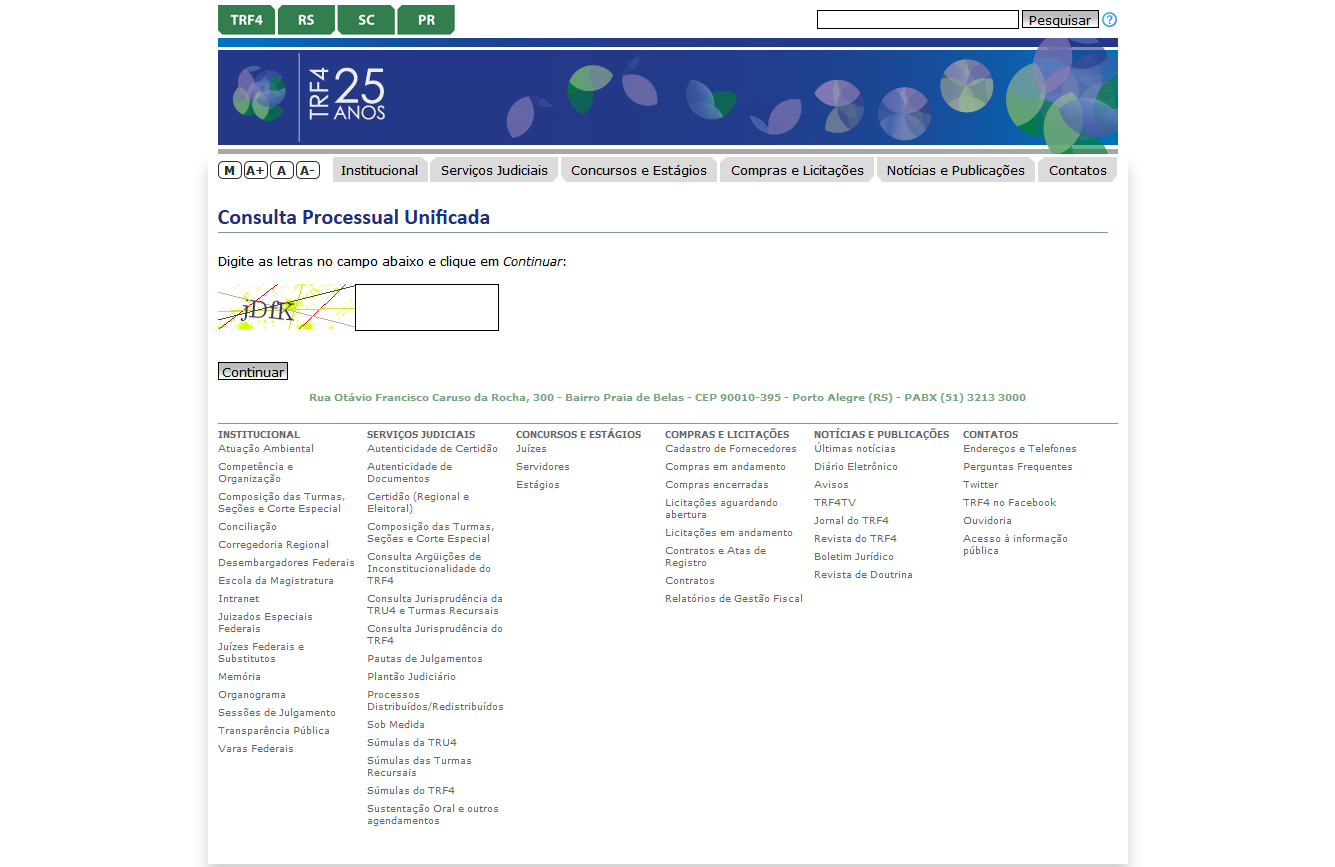 TRF4 RS SC PR
Pesquisar
TRF4 25 ANOS
M A+ A A-
Institucional Serviços Judiciais Concursos e Estágios Compras e Licitações Notícias e Publicações Contatos
Consulta Processual Unificada
Digite as letras no campo abaixo e clique em Continuar:
Continuar
Rua Otávio Francisco Caruso da Rocha, 300 - Bairro Praia de Belas - CEP 90010-395 - Porto Alegre (RS) - PABX (51) 3213 3000
INSTITUCIONAL
Atuação Ambiental
Competência e
Organização
Composição das Turmas,
Seções e Corte Especial
Conciliação
Corregedoria Regional
Desembargadores Federais
Escola da Magistratura
Intranet
Juizados Especiais
Federais
Juízes Federais e
Substitutos
Memória
Organograma
Sessões de Julgamento
Transparência Pública
Varas Federais
SERVIÇOS JUDICIAIS
Autenticidade de Certidão
Autenticidade de
Documentos
Certidão (Regional e
Eleitoral)
Composição das Turmas,
Seções e Corte Especial
Consulta Argüições de
Inconstitucionalidade do
TRF4
Consulta Jurisprudência da
TRU4 e Turmas Recursais
Consulta Jurisprudência do
TRF4
Pautas de Julgamentos
Plantão Judiciário
Processos
Distribuídos/Redistribuídos
Sob Medida
Súmulas da TRU4
Súmulas das Turmas
Recursais
Súmulas do TRF4
Sustentação Oral e outros
agendamentos
CONCURSOS E ESTÁGIOS
Juízes
Servidores
Estágios
COMPRAS E LICITAÇÕES
Cadastro de Fornecedores
Compras em andamento
Compras encerradas
Licitações aguardando
abertura
Licitações em andamento
Contratos e Atas de
Registro
Contratos
Relatórios de Gestão Fiscal
NOTÍCIAS E PUBLICAÇÕES
Últimas notícias
Diário Eletrônico
Avisos
TRF4TV
Jornal do TRF4
Revista do TRF4
Boletim Jurídico
Revista de Doutrina
CONTATOS
Endereços e Telefones
Perguntas Frequentes
Twitter
TRF4 no Facebook
Ouvidoria
Acesso à informação
pública